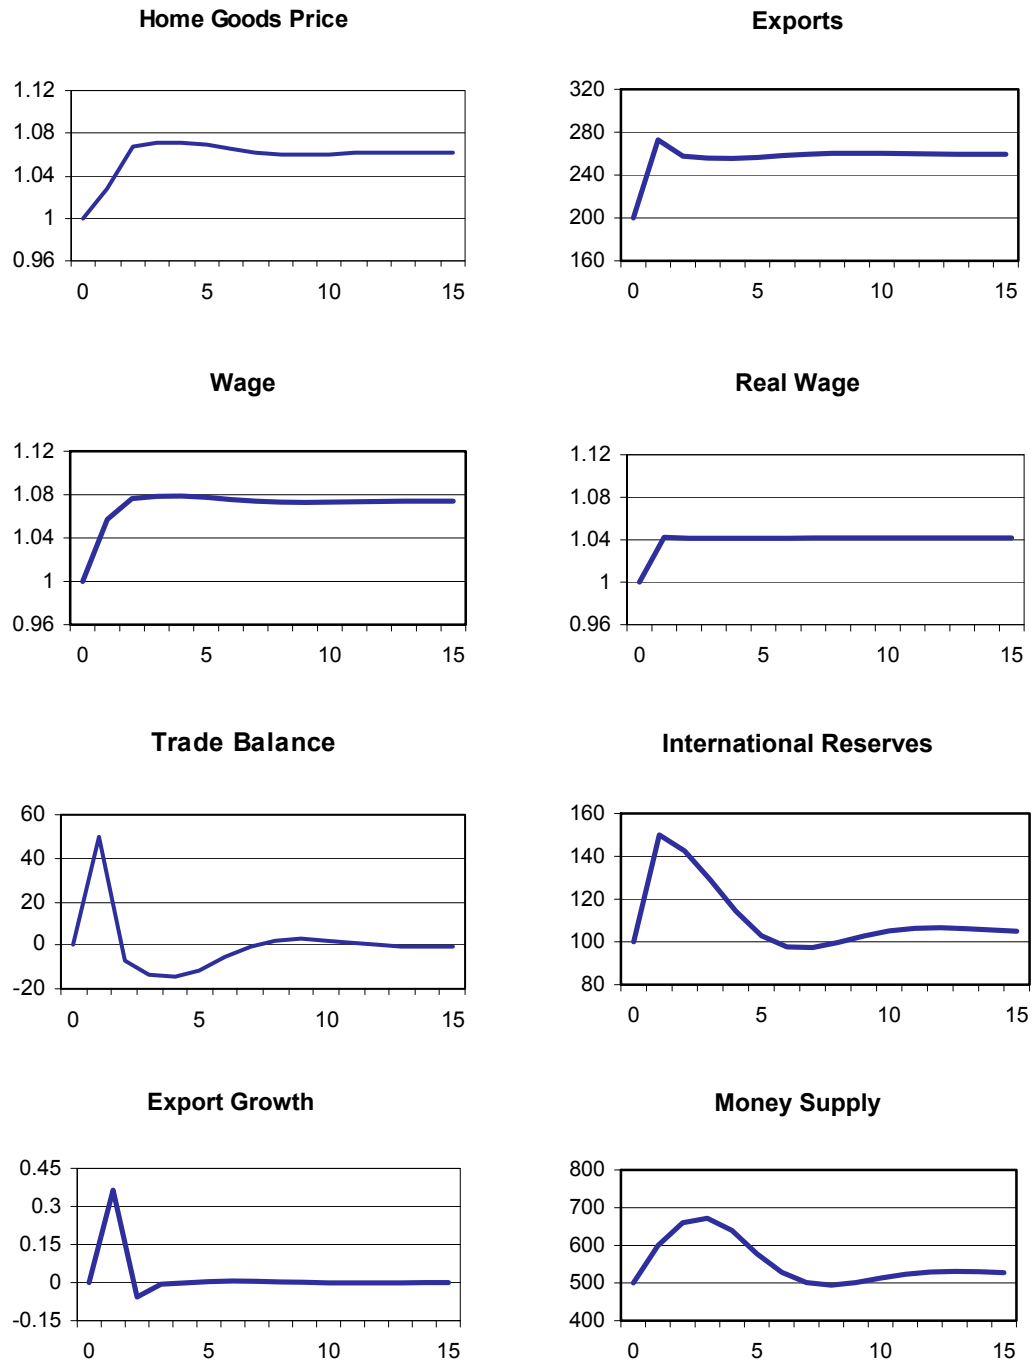 Home Goods Price
1.12
1.08
1.04
1
0.96
0 5 10 15
Exports
320
280
240
200
160
0 5 10 15
Wage
1.12
1.08
1.04
1
0.96
0 5 10 15
Real Wage
1.12
1.08
1.04
1
0.96
0 5 10 15
Trade Balance
60
40
20
0
-20
0 5 10 15
International Reserves
160
140
120
100
80
0 5 10 15
Export Growth
0.45
0.3
0.15
0
-0.15
0 5 10 15
Money Supply
800
700
600
500
400
0 5 10 15